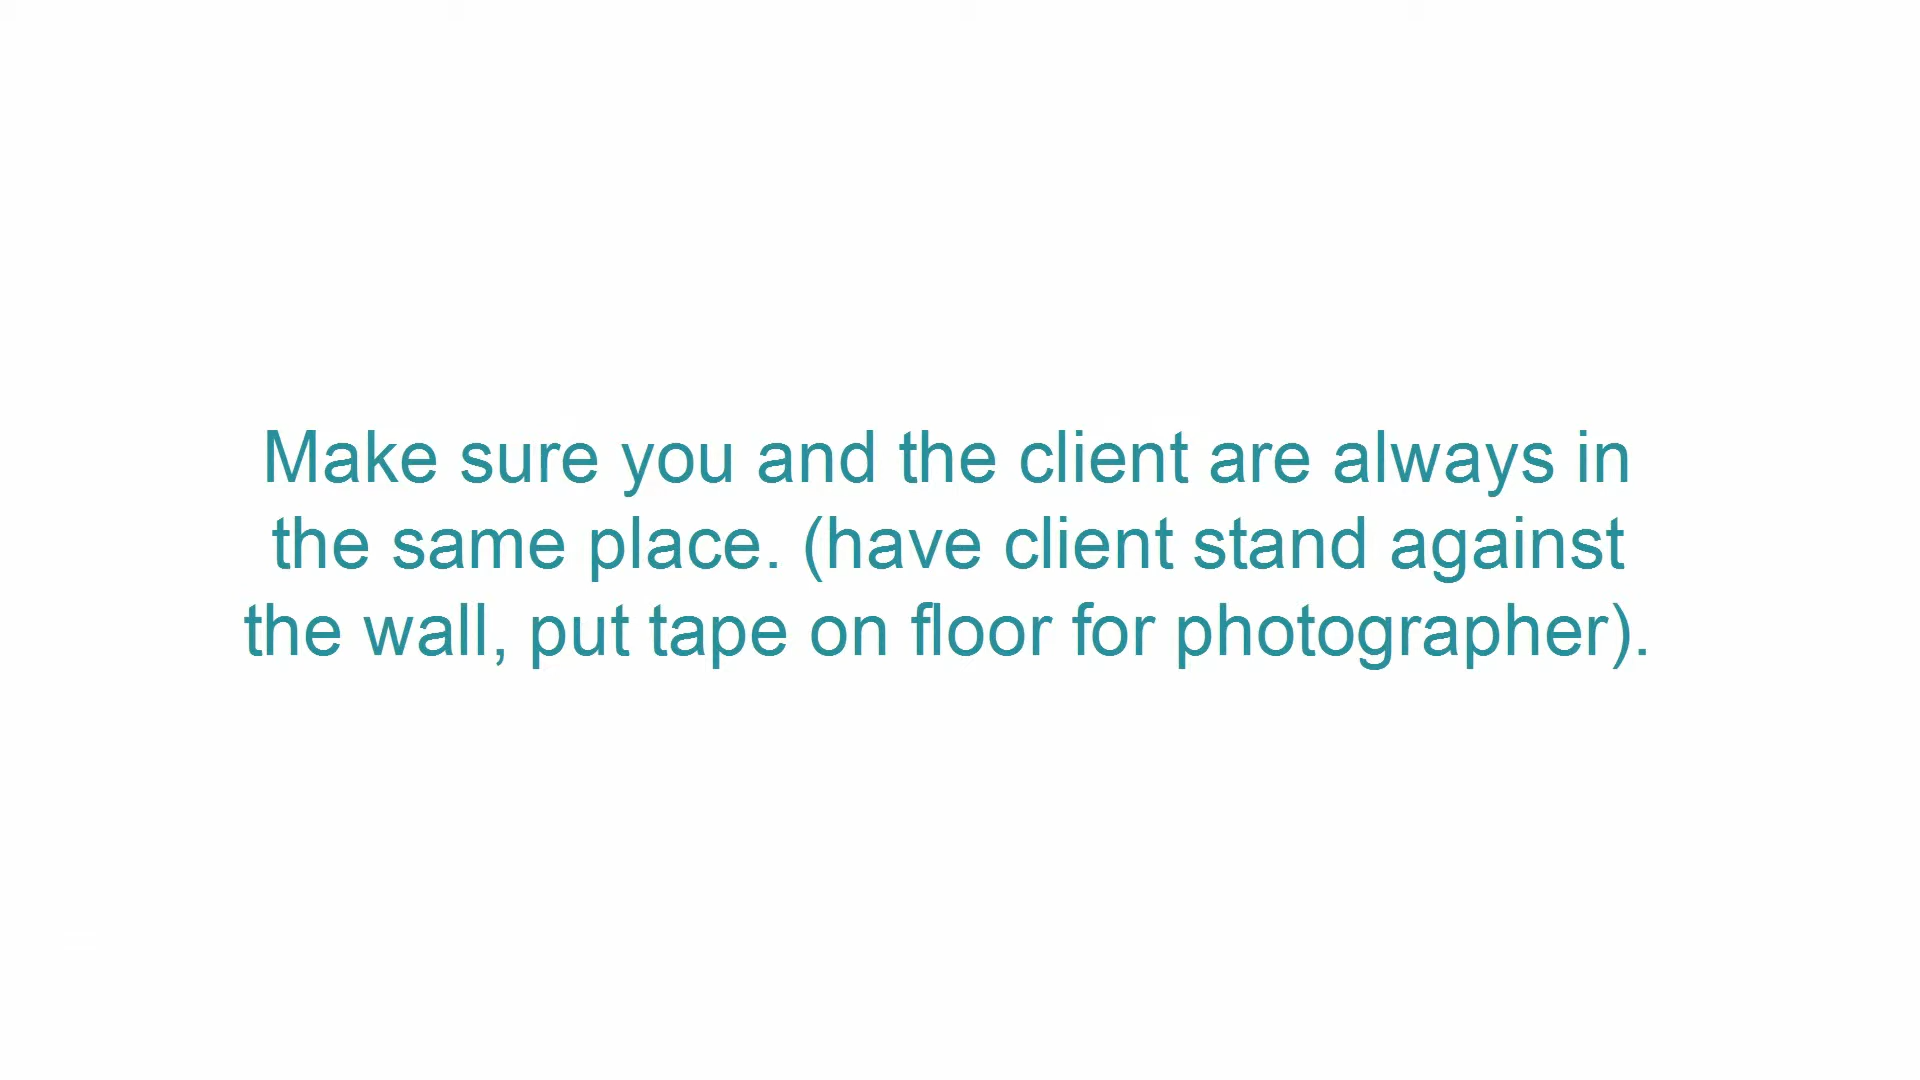 Make sure you and the client are always in
the same place. (have client stand against
the wall, put tape on floor for photographer).